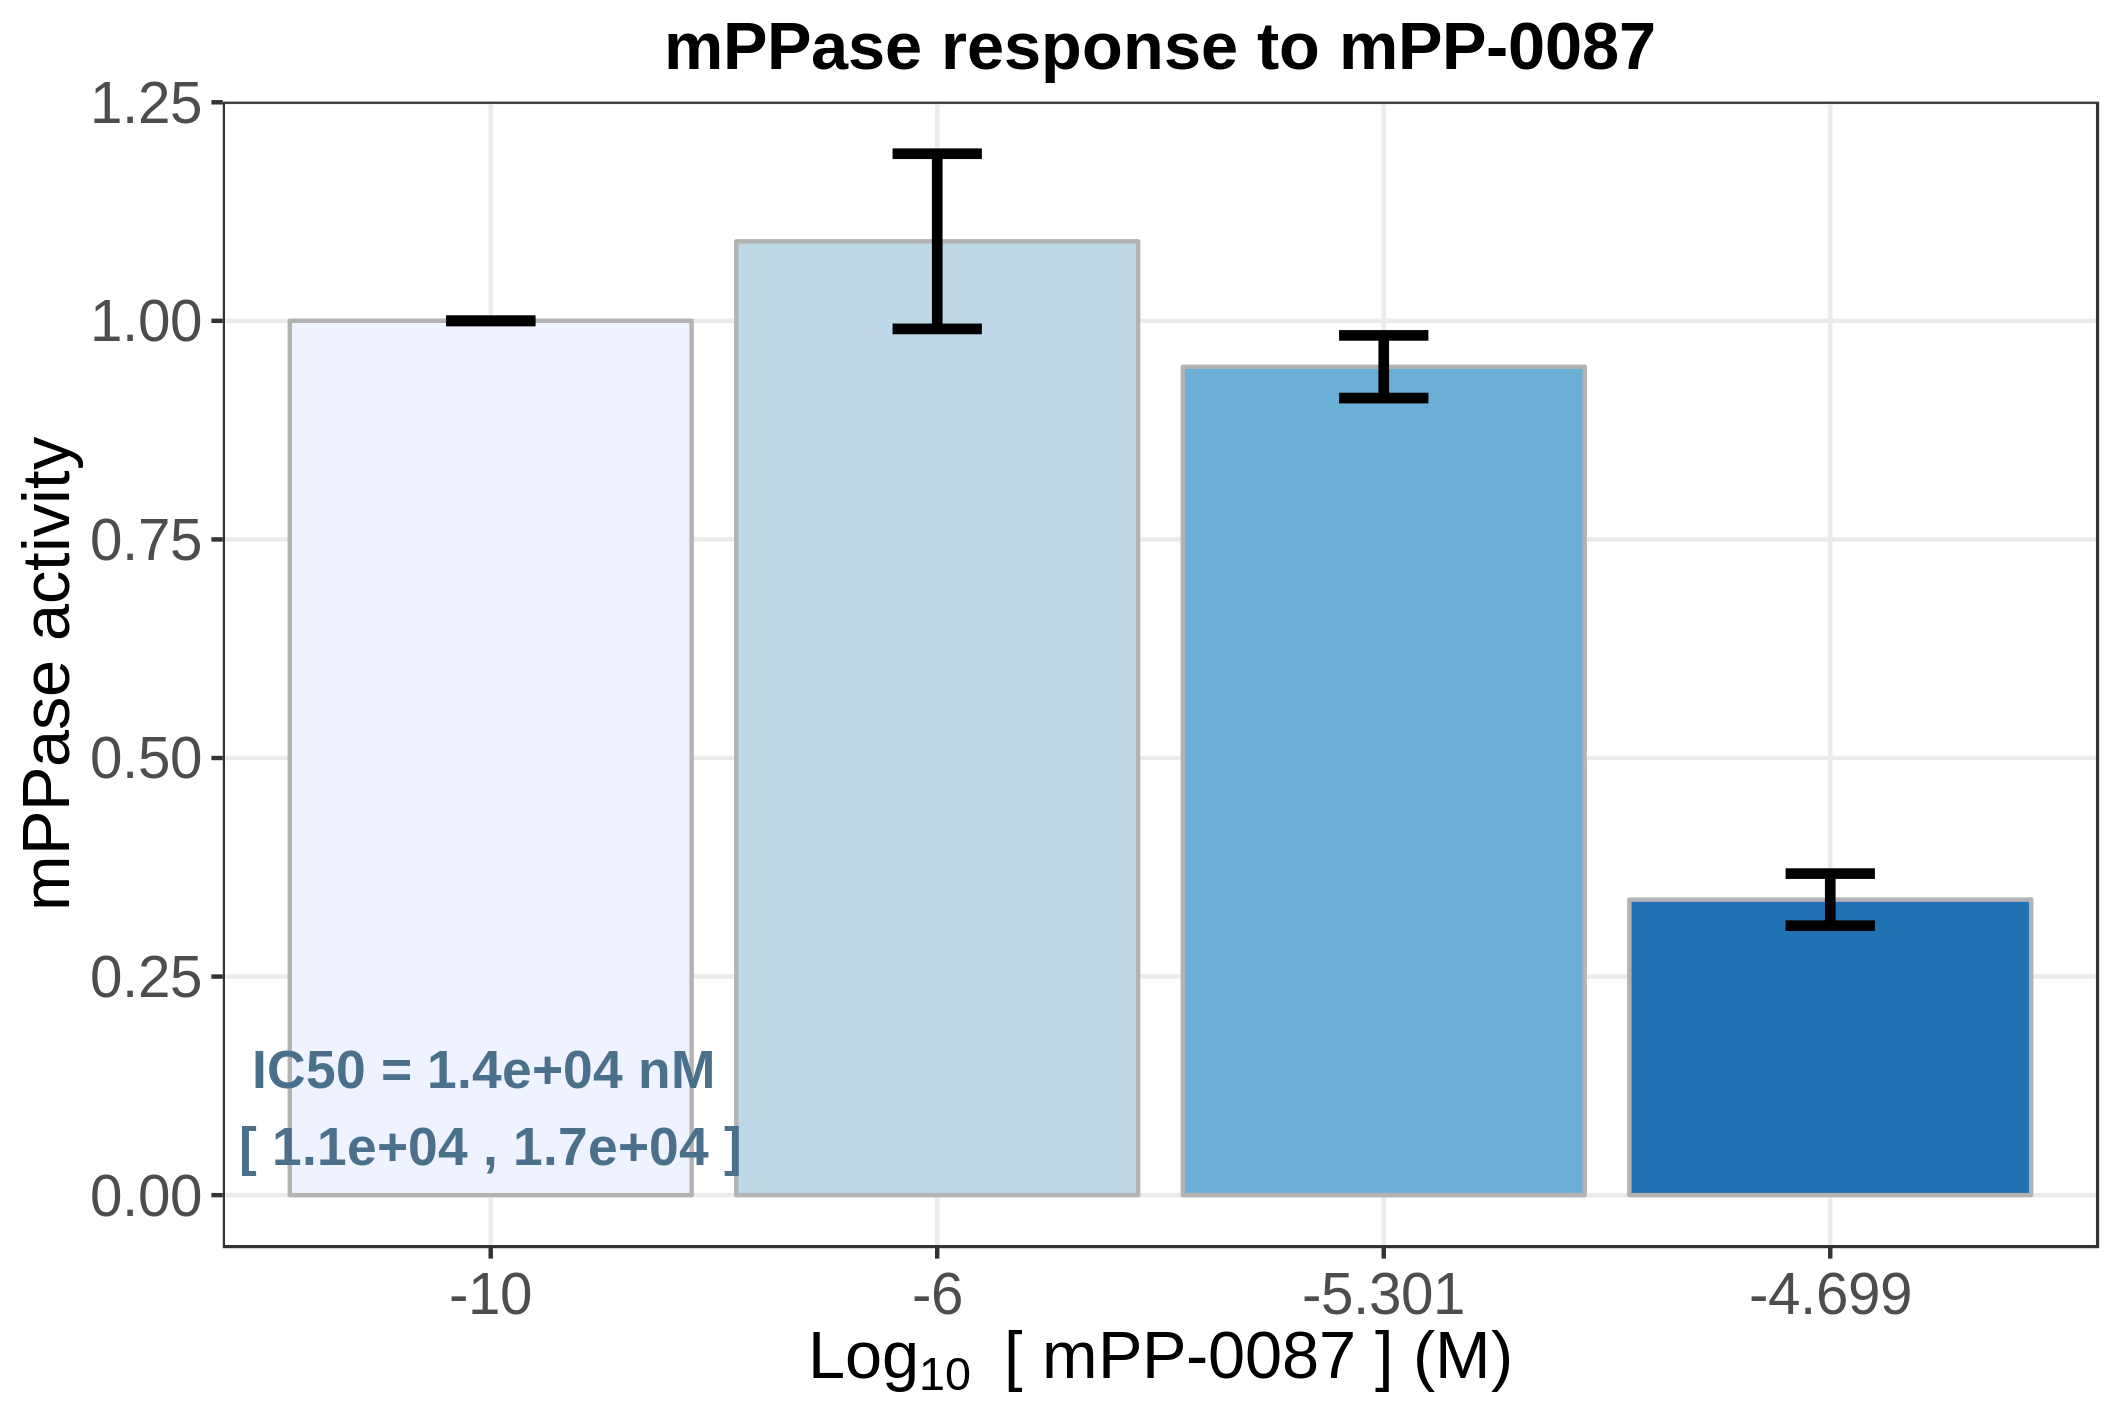 mPPase response to mPP-0087
1.25
1.00
0.75
0.50
0.25
0.00
mPPase activity
IC50 = 1.4e+04 nM
[ 1.1e+04 , 1.7e+04 ]
-10
-6
-5.301
-4.699
Log10 [ mPP-0087 ] (M)